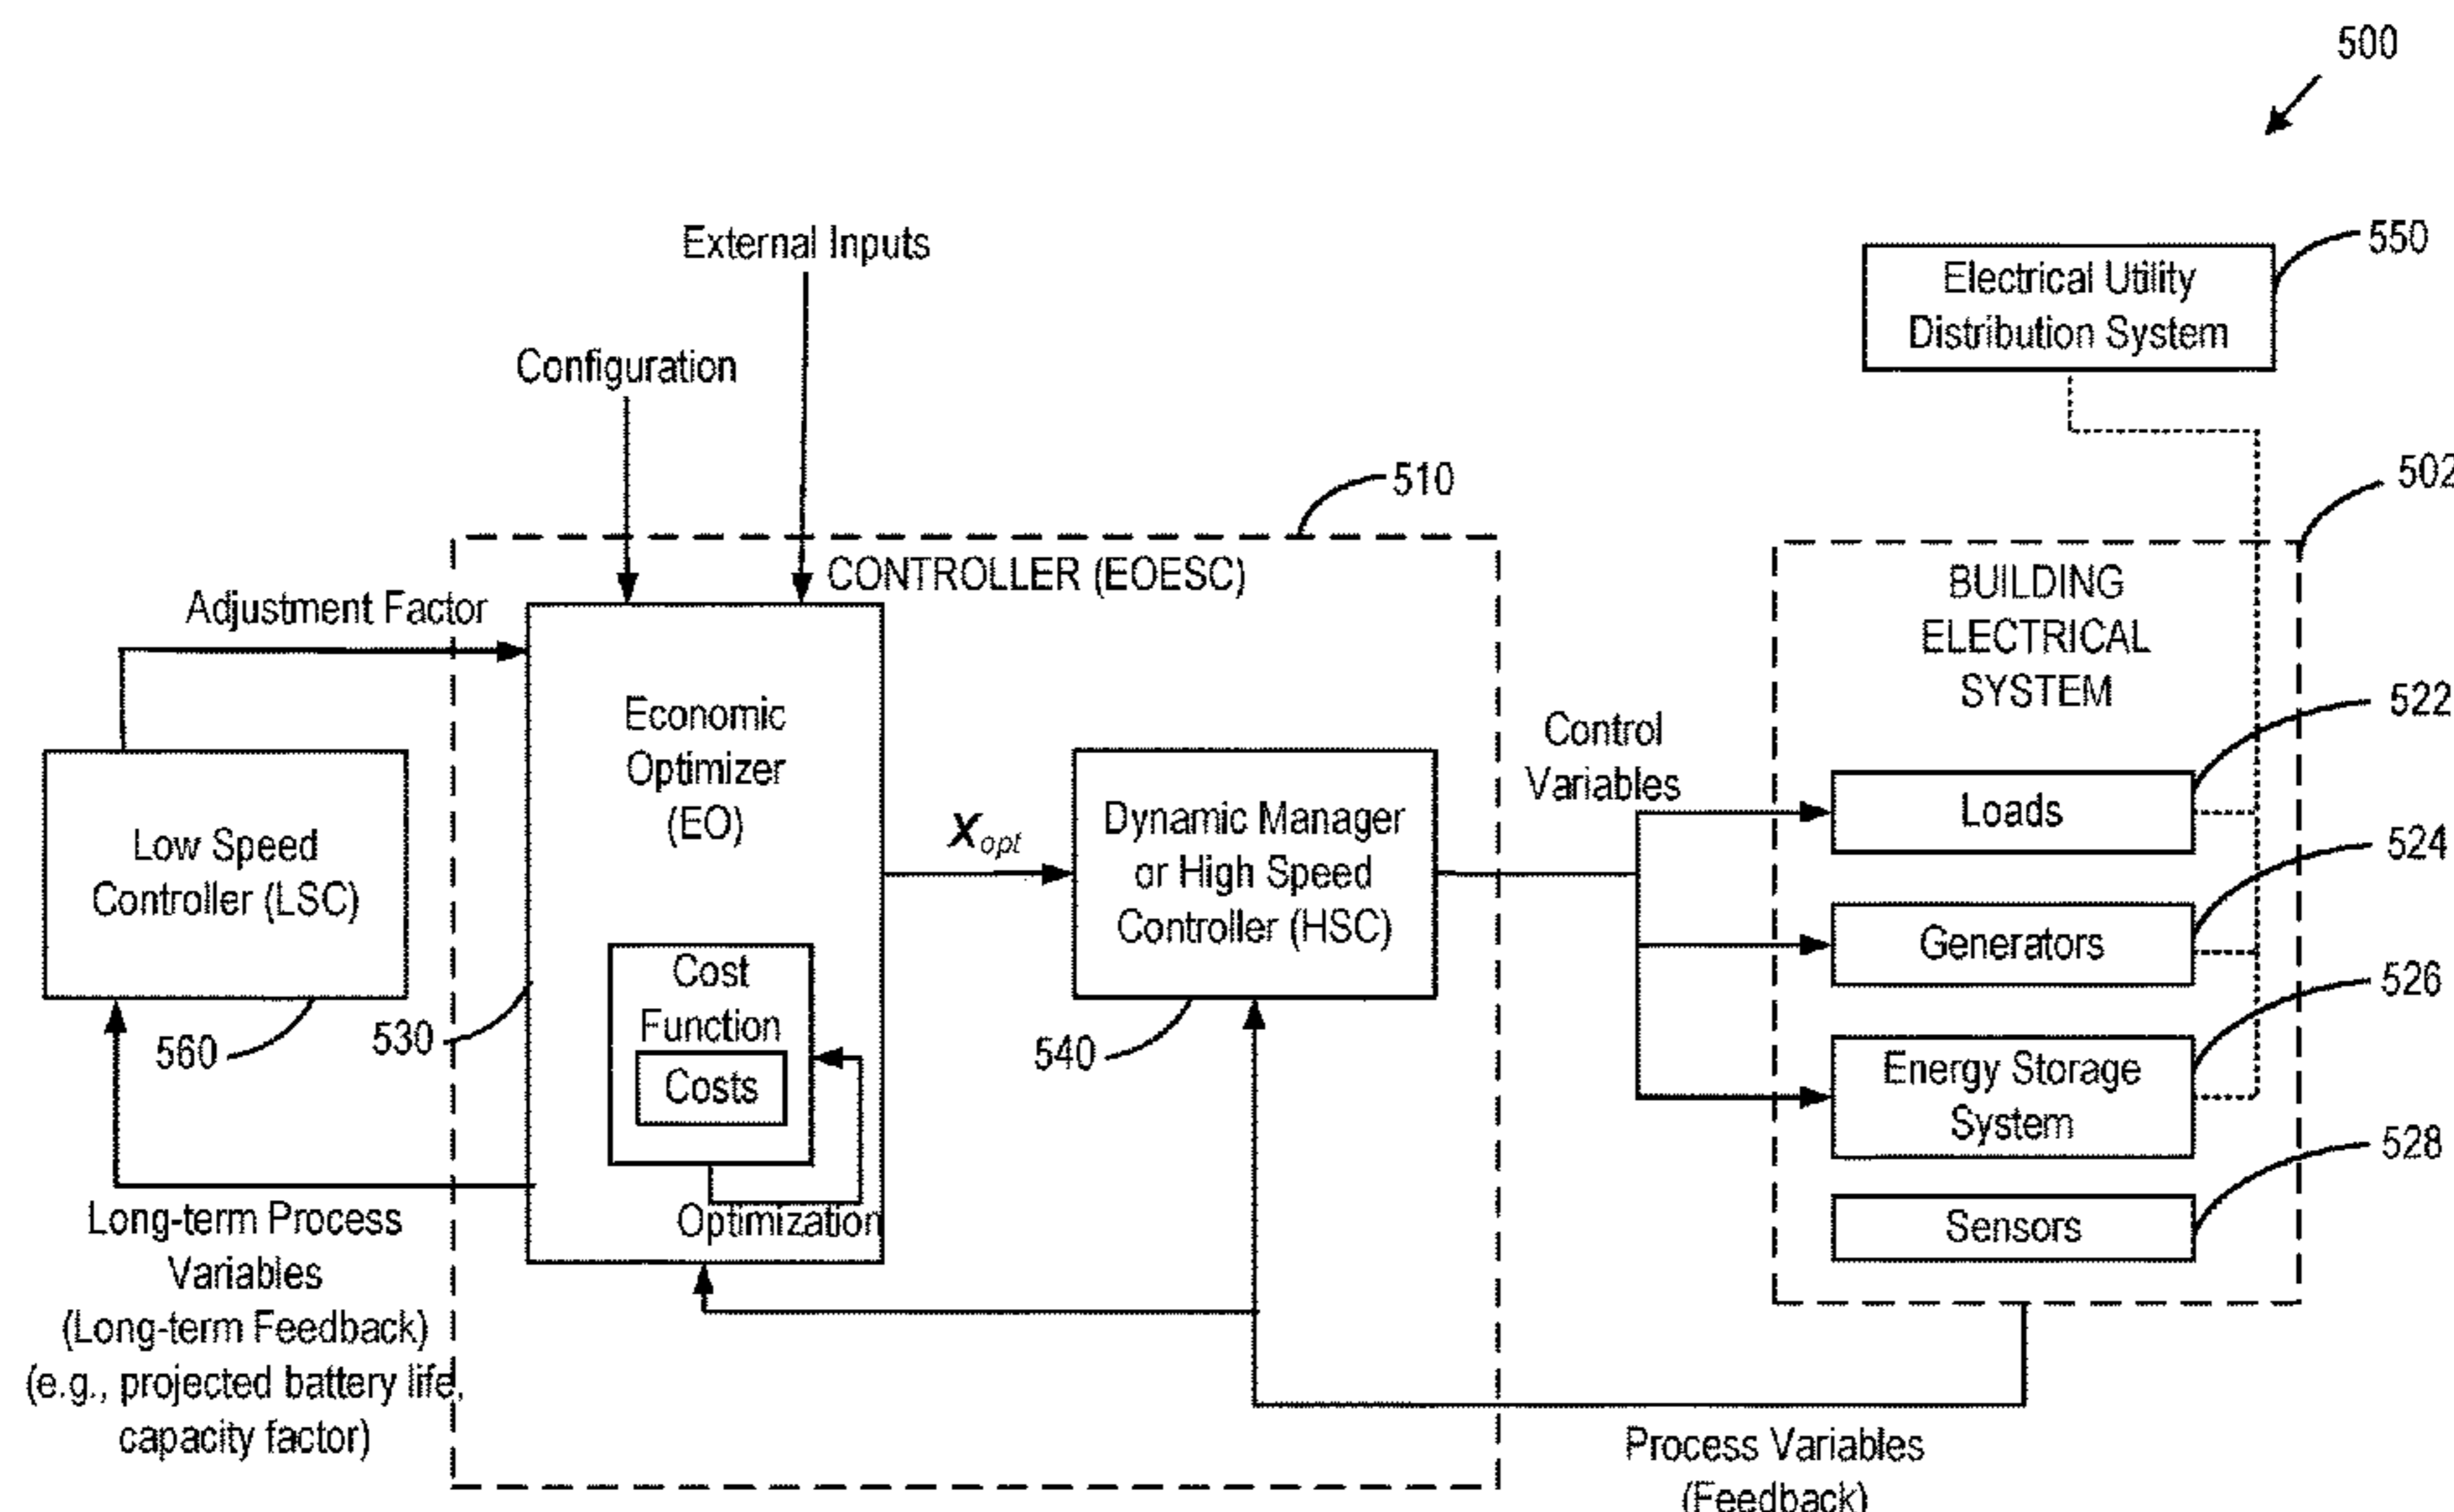 500
External Inputs
550
Electrical Utility
Distribution System
Configuration
510
502
CONTROLLER (EOESC)
BUILDING
ELECTRICAL
SYSTEM
Adjustment Factor
Economic
Optimizer
(EO)
Control
Variables
522
Loads
Xopt
Dynamic Manager
or High Speed
Controller (HSC)
Low Speed
Controller (LSC)
524
Generators
526
Cost
Function
Costs
560
530
540
Energy Storage
System
528
Sensors
Optimization
Long-term Process
Variables
(Long-term Feedback)
(e.g., projected battery life,
capacity factor)
Process Variables
(Feedback)